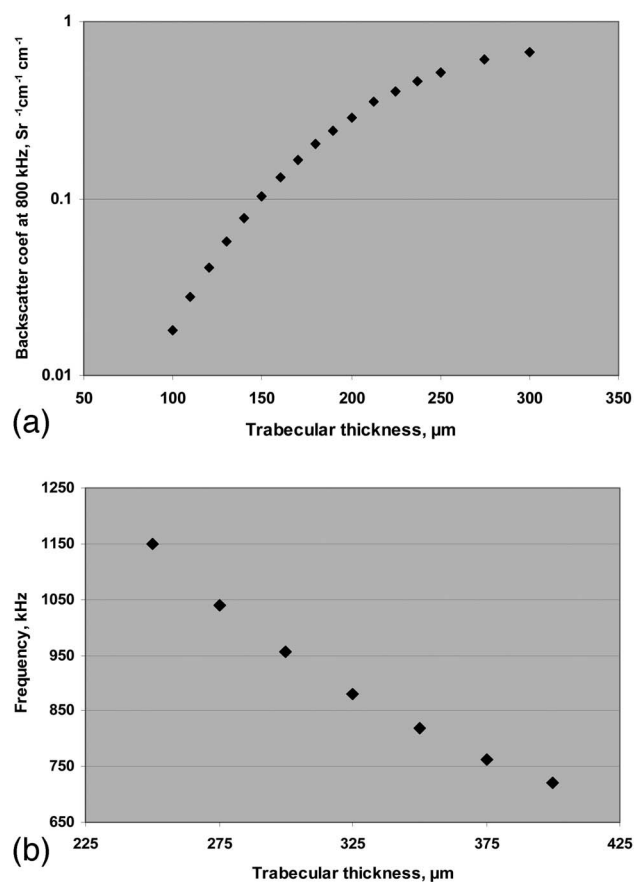 1
0.1
0.01
Backscatter coef at 800 kHz, Sr ⁻¹cm⁻¹ cm⁻¹
50 100 150 200 250 300 350
Trabecular thickness, µm
(a)
1250
1150
1050
950
850
750
650
Frequency, kHz
225 275 325 375 425
Trabecular thickness, µm
(b)